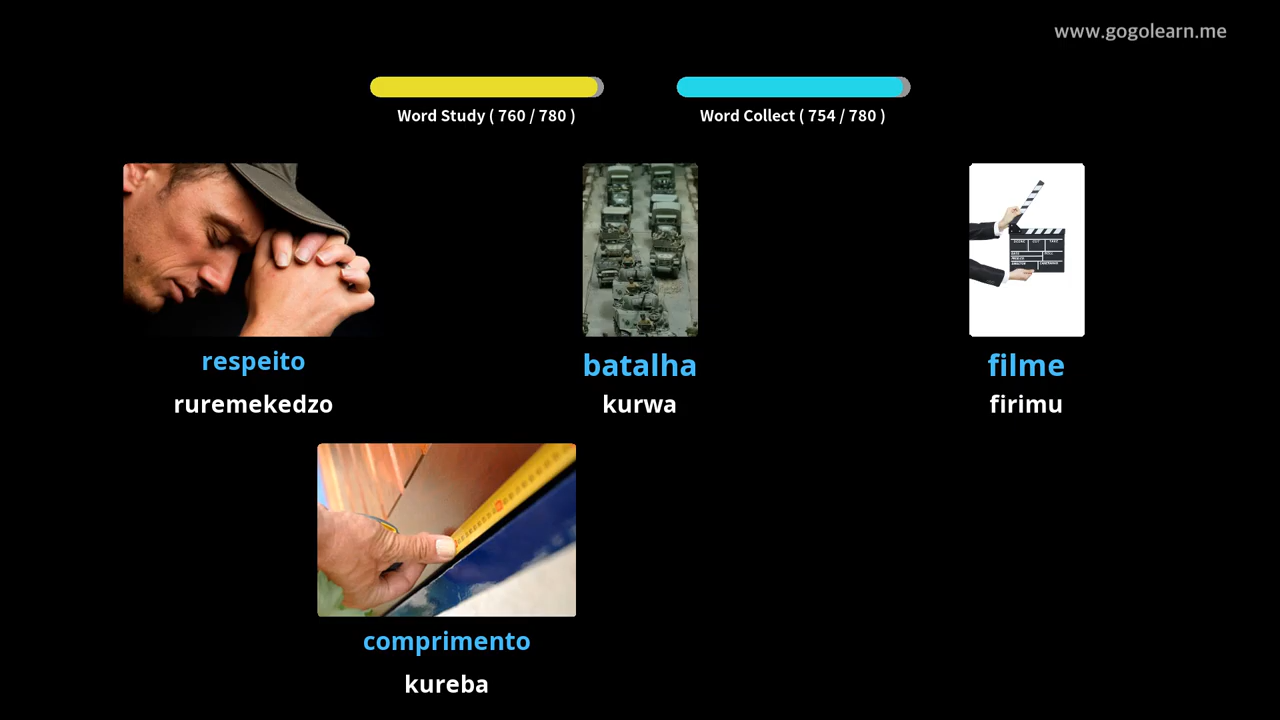 www.gogolearn.me
Word Study ( 760 / 780 )
Word Collect ( 754 / 780 )
respeito
ruremekedzo
batalha
kurwa
filme
firimu
comprimento
kureba